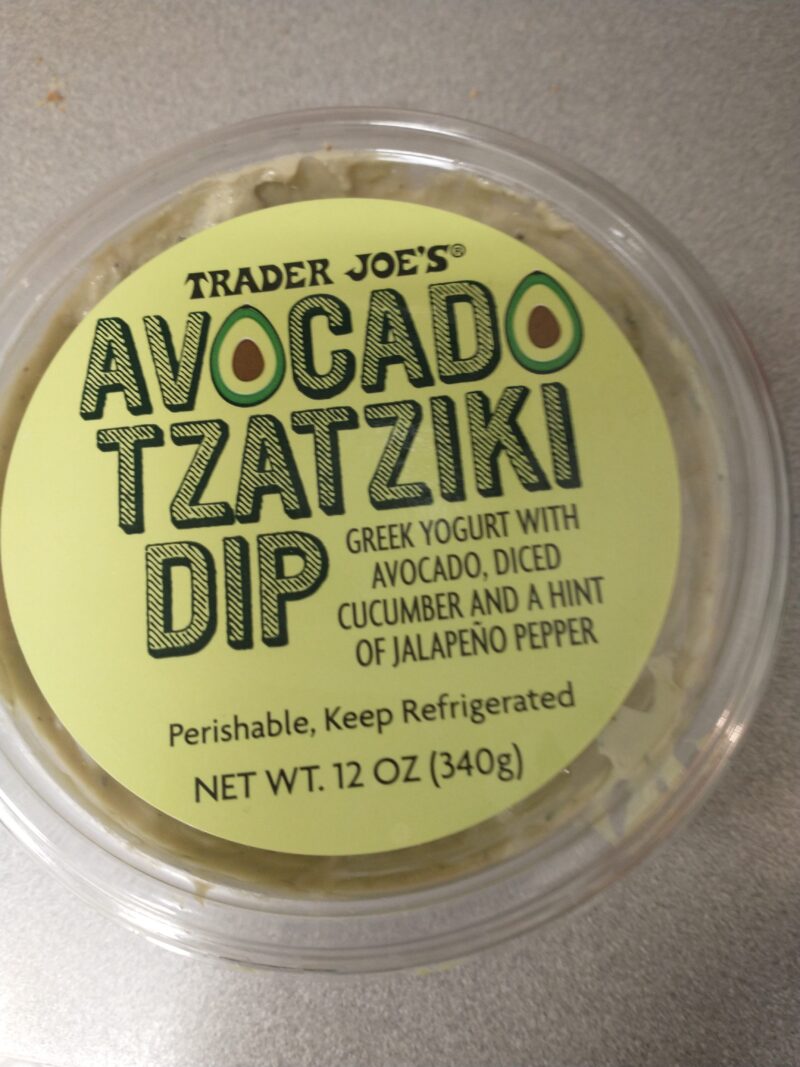 TRADER JOE'S®
AVOCADO
TZATZIKI
DIP
GREEK YOGURT WITH
AVOCADO, DICED
CUCUMBER AND A HINT
OF JALAPEÑO PEPPER
Perishable, Keep Refrigerated
NET WT. 12 OZ (340g)